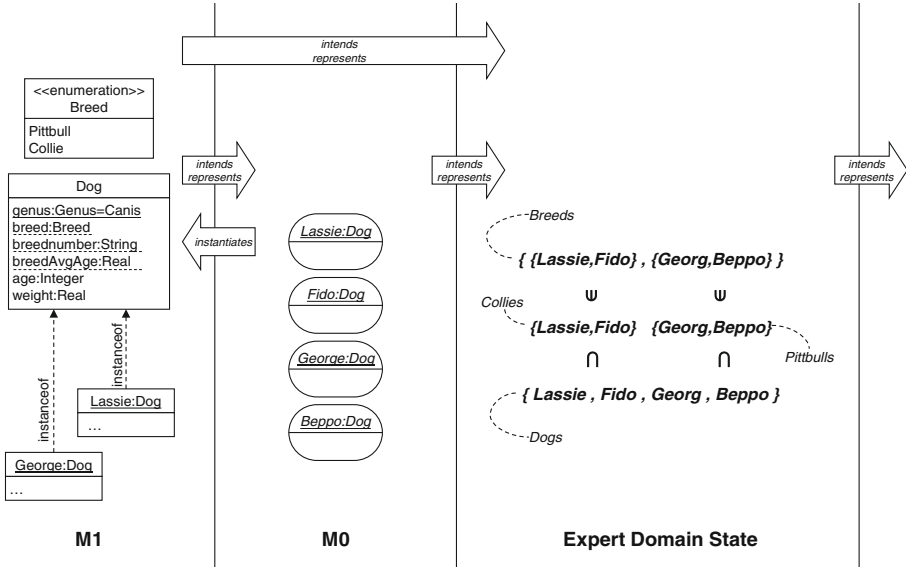 intends
represents
<<enumeration>>
Breed
Pittbull
Collie
intends
represents
intends
represents
intends
represents
Dog
genus:Genus=Canis
breed:Breed
breednumber:String
breedAvgAge:Real
age:Integer
weight:Real
instantiates
Lassie:Dog
Fido:Dog
George:Dog
Beppo:Dog
Breeds
{ {Lassie,Fido} , {Georg,Beppo} }
Collies
{Lassie,Fido} {Georg,Beppo}
Pittbulls
∩ ∩
{ Lassie , Fido , Georg , Beppo }
Dogs
instanceof
instanceof
Lassie:Dog
...
George:Dog
...
M1
M0
Expert Domain State